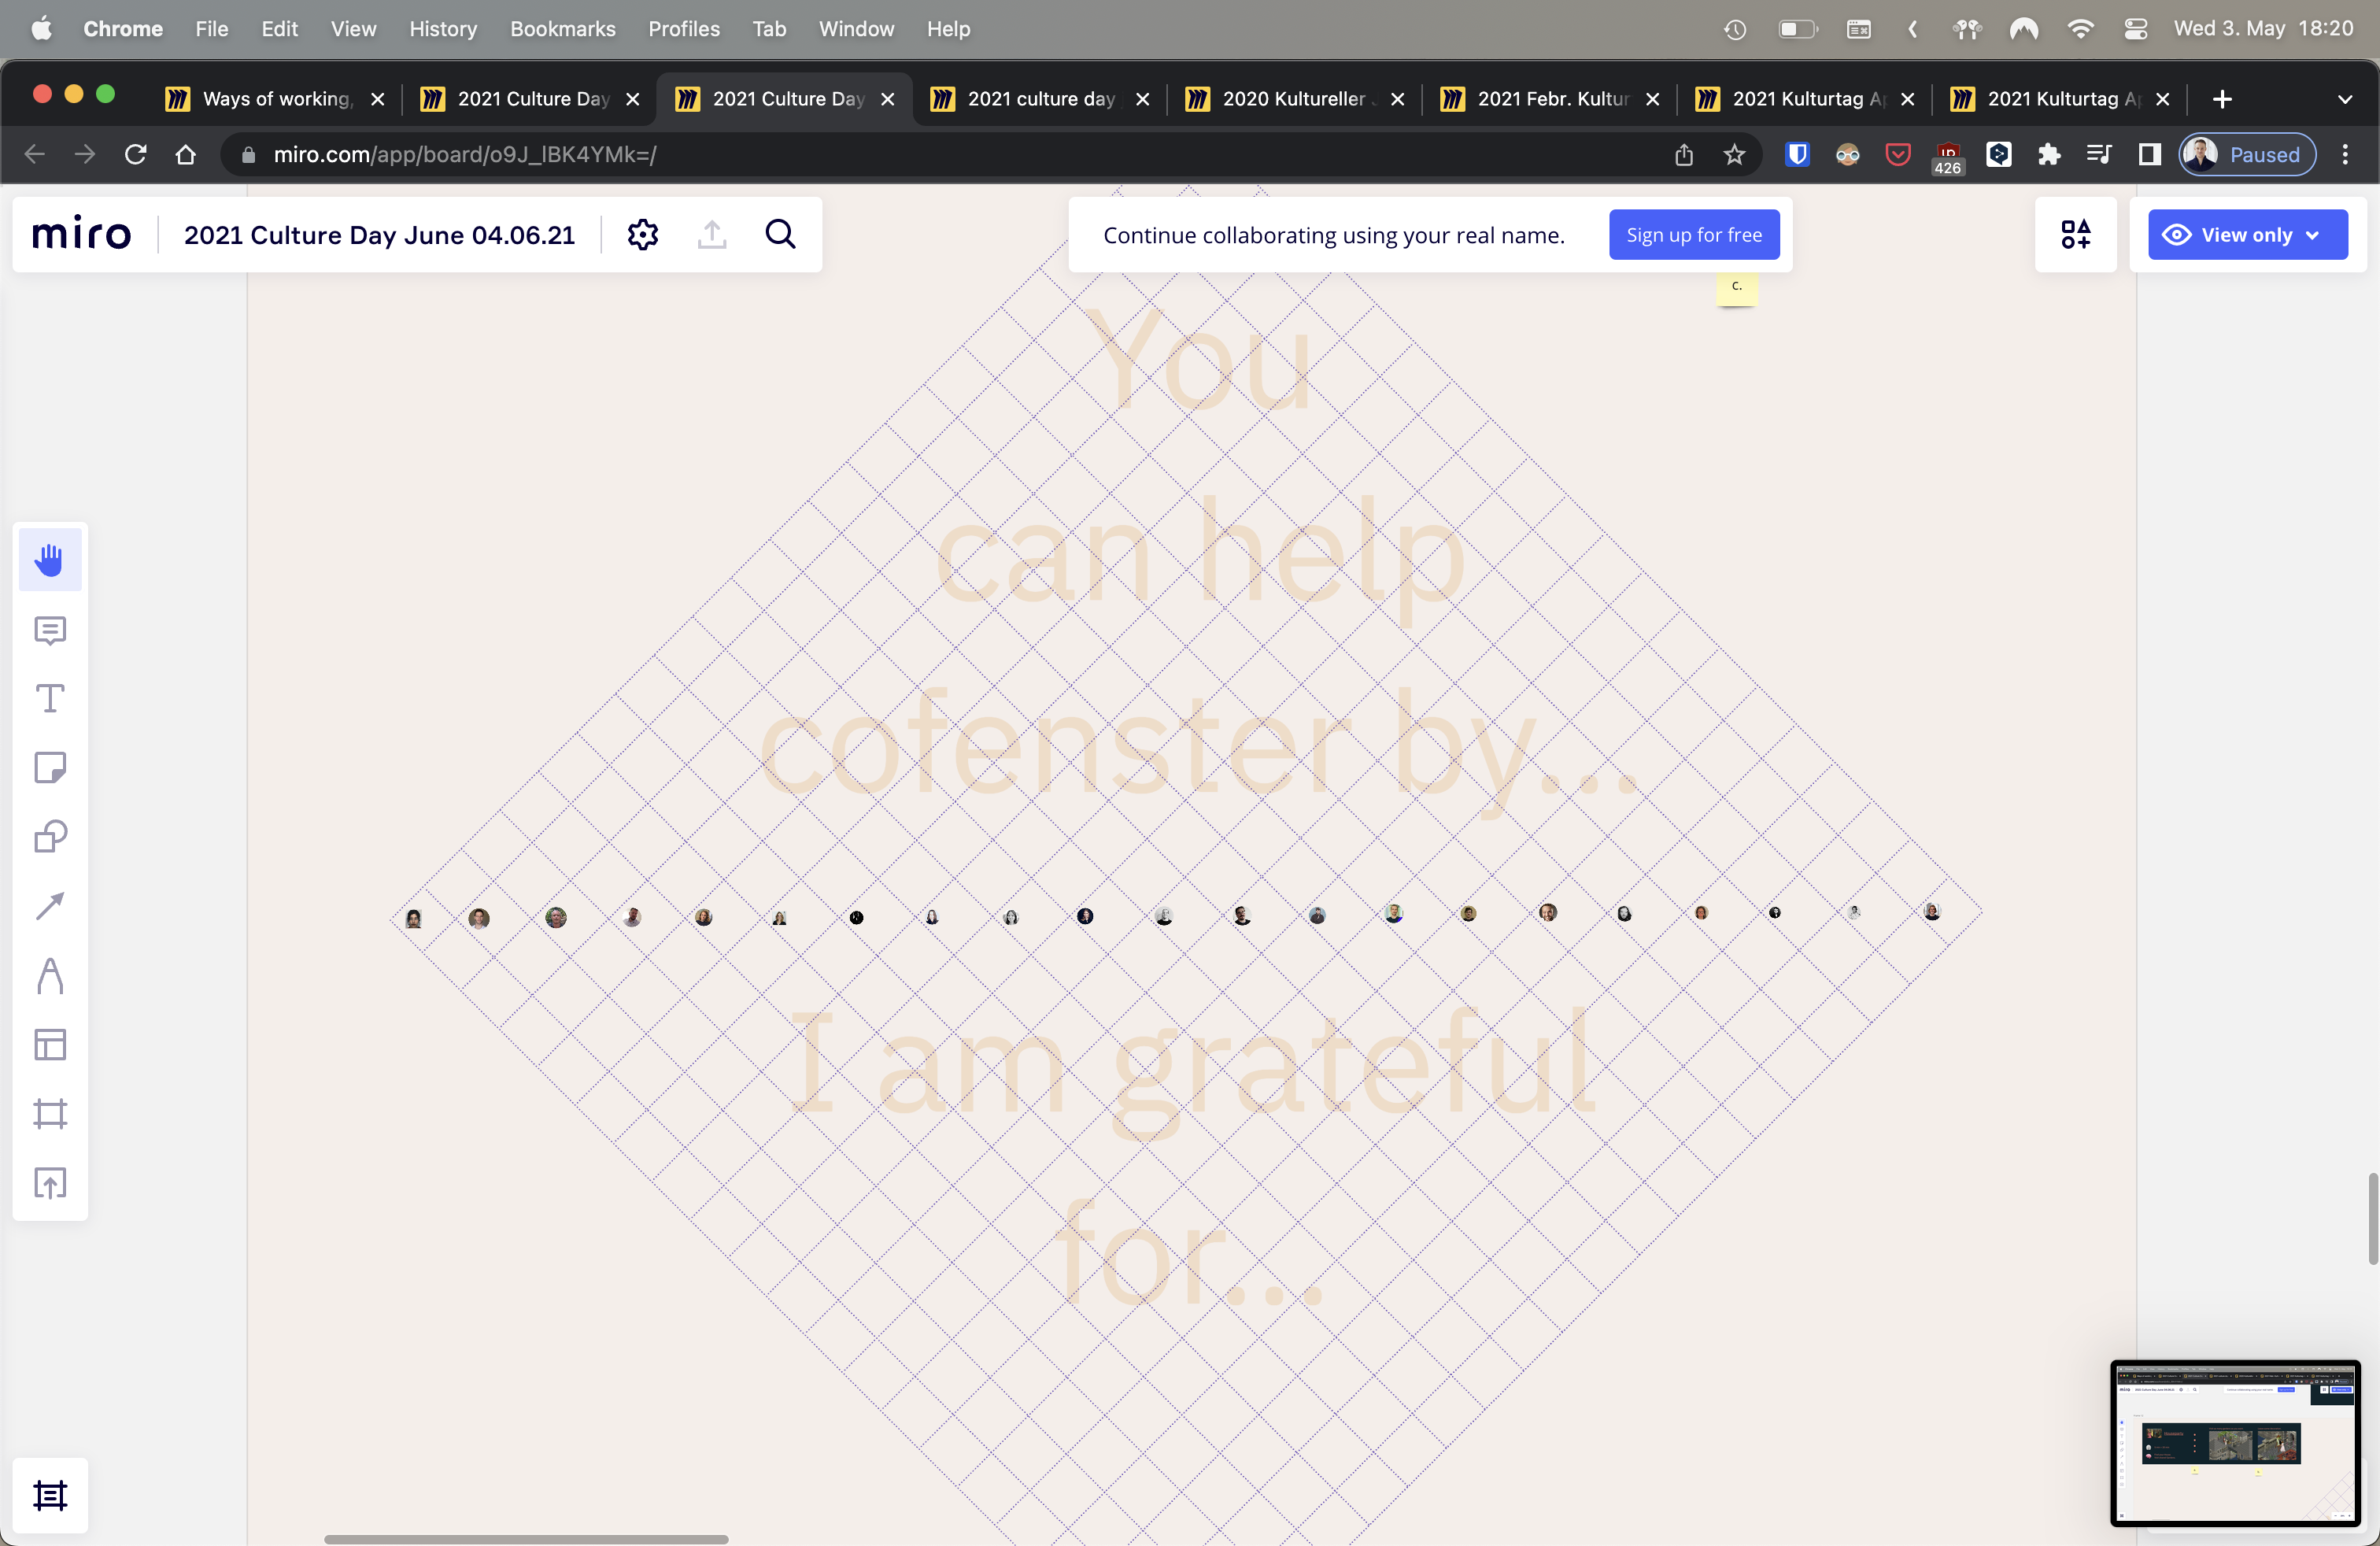 Chrome File Edit View History Bookmarks Profiles Tab Window Help Wed 3. May 18:20
Ways of working, 2021 Culture Day 2021 Culture Day 2021 culture day 2020 Kultureller 2021 Febr. Kultur 2021 Kulturtag 2021 Kulturtag
miro.com/app/board/o9J_lBK4YMk=/ 426 Paused
miro 2021 Culture Day June 04.06.21 Continue collaborating using your real name. Sign up for free View only
c.
You
can help
cofenster by...
I am grateful
for...